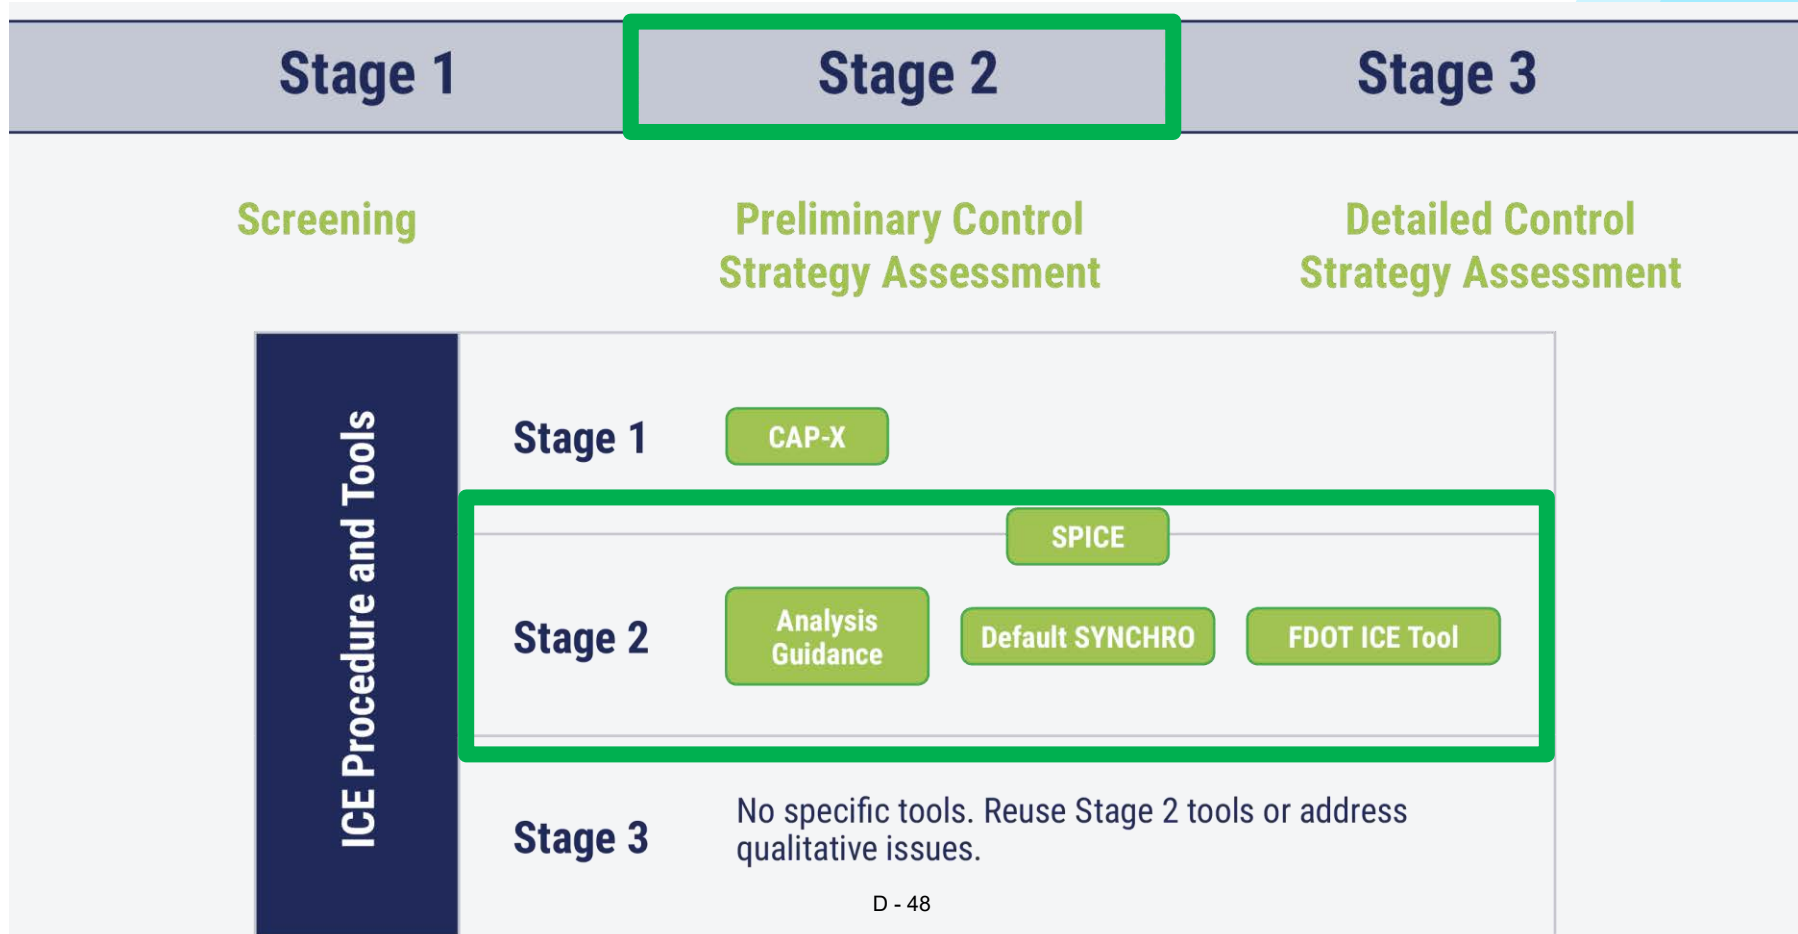 Stage 1
Stage 2
Stage 3
Screening
Preliminary Control
Strategy Assessment
Detailed Control
Strategy Assessment
ICE Procedure and Tools
Stage 1
CAP-X
SPICE
Stage 2
Analysis
Guidance
Default SYNCHRO
FDOT ICE Tool
Stage 3
No specific tools. Reuse Stage 2 tools or address
qualitative issues.
D - 48